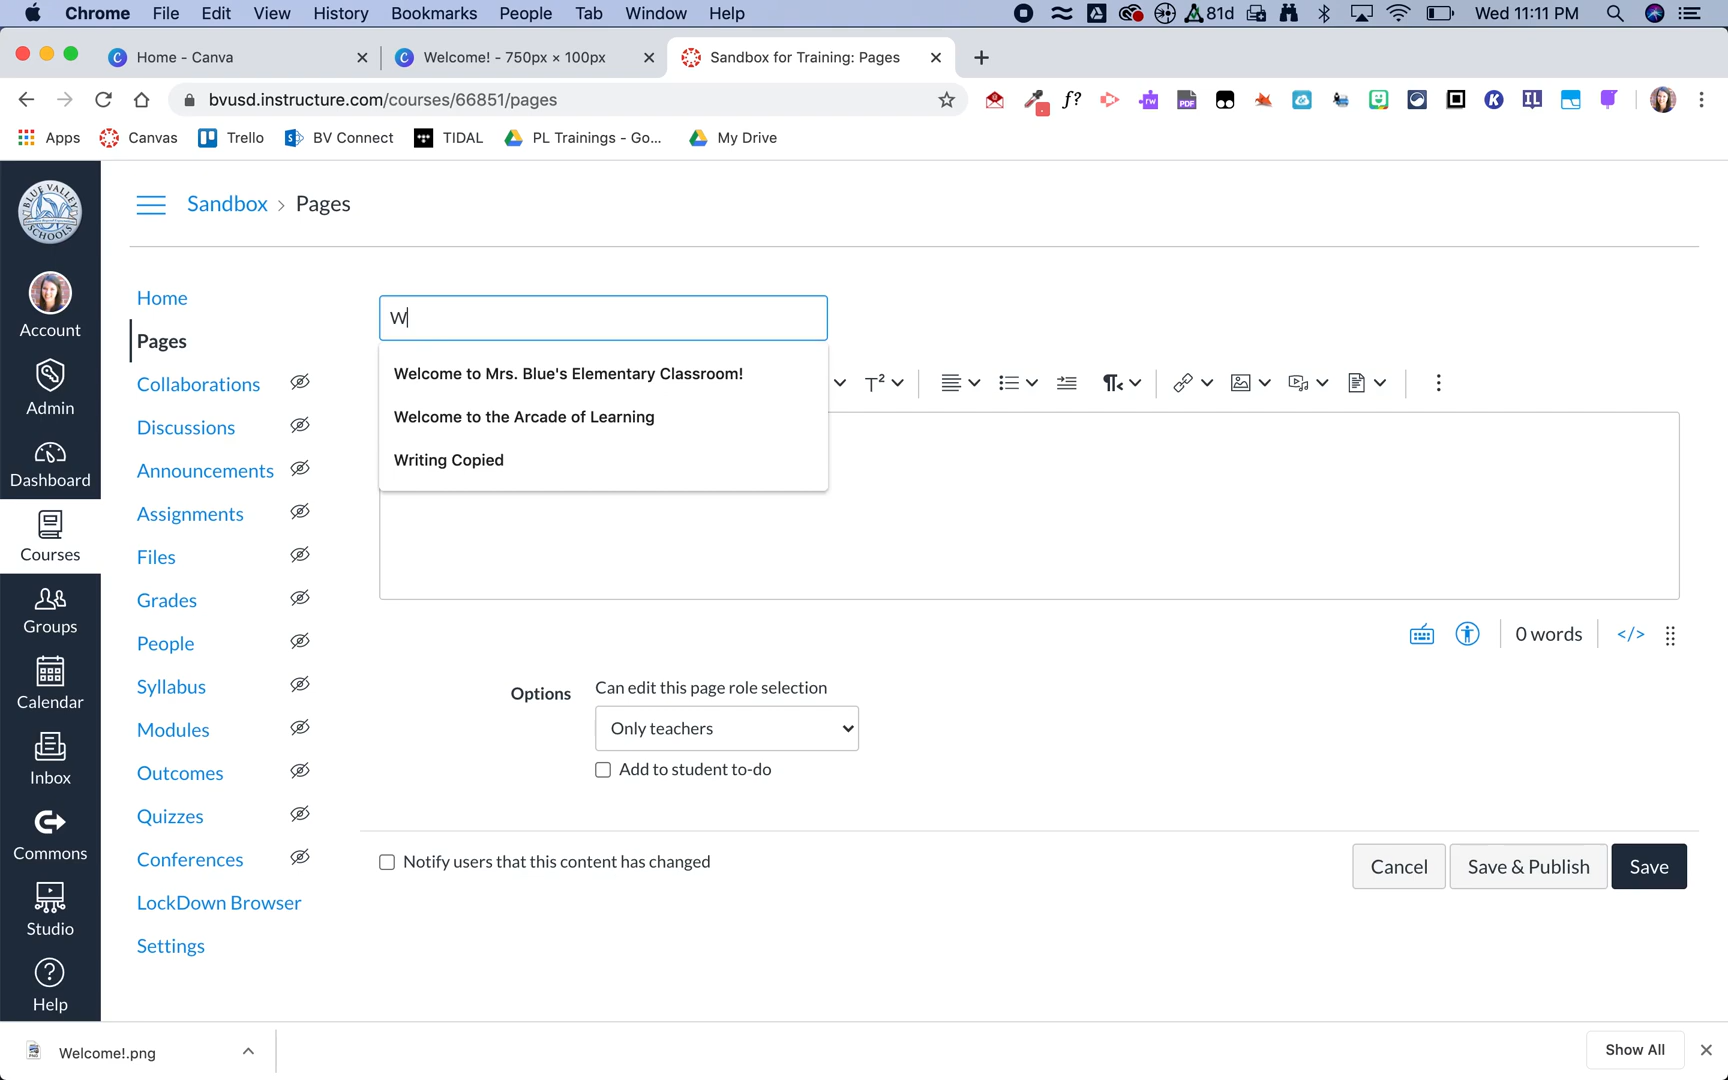 Chrome File Edit View History Bookmarks People Tab Window Help 81d Wed 11:11 PM
Home - Canva
Welcome! - 750px × 100px
Sandbox for Training: Pages
bvusd.instructure.com/courses/66851/pages
Apps Canvas Trello BV Connect TIDAL PL Trainings - Go... My Drive
BLUE VALLEY SCHOOLS
Account
Admin
Dashboard
Courses
Groups
Calendar
Inbox
Commons
Studio
Help
Sandbox > Pages
Home
Pages
Collaborations
Discussions
Announcements
Assignments
Files
Grades
People
Syllabus
Modules
Outcomes
Quizzes
Conferences
LockDown Browser
Settings
W
Welcome to Mrs. Blue's Elementary Classroom!
Welcome to the Arcade of Learning
Writing Copied
0 words </>
Options
Can edit this page role selection
Only teachers
Add to student to-do
Notify users that this content has changed
Cancel
Save & Publish
Save
Welcome!.png
Show All